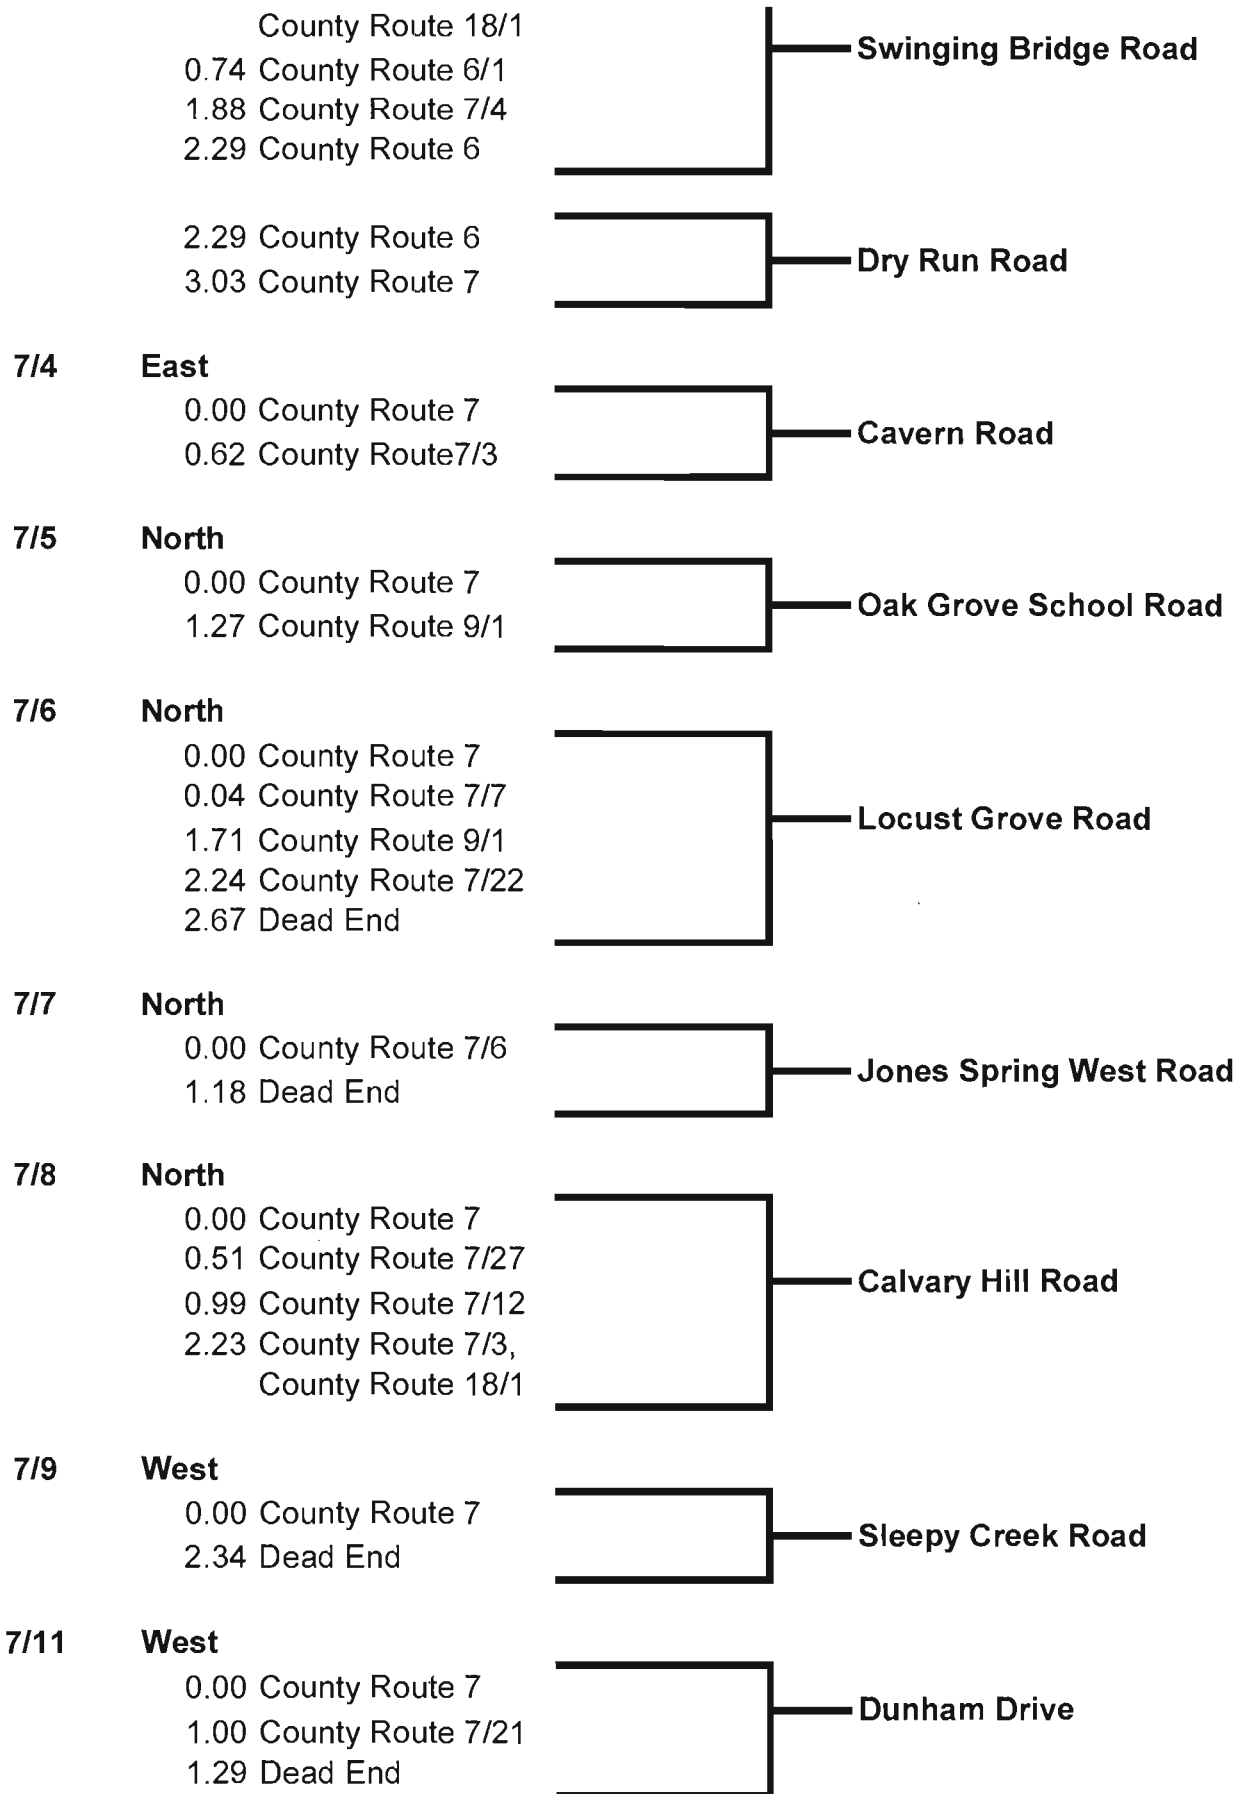 County Route 18/1
Swinging Bridge Road
0.74 County Route 6/1
1.88 County Route 7/4
2.29 County Route 6
2.29 County Route 6
Dry Run Road
3.03 County Route 7
7/4 East
0.00 County Route 7
Cavern Road
0.62 County Route7/3
7/5 North
0.00 County Route 7
Oak Grove School Road
1.27 County Route 9/1
7/6 North
0.00 County Route 7
0.04 County Route 7/7
Locust Grove Road
1.71 County Route 9/1
2.24 County Route 7/22
2.67 Dead End
7/7 North
0.00 County Route 7/6
Jones Spring West Road
1.18 Dead End
7/8 North
0.00 County Route 7
0.51 County Route 7/27
Calvary Hill Road
0.99 County Route 7/12
2.23 County Route 7/3,
County Route 18/1
7/9 West
0.00 County Route 7
Sleepy Creek Road
2.34 Dead End
7/11 West
0.00 County Route 7
Dunham Drive
1.00 County Route 7/21
1.29 Dead End